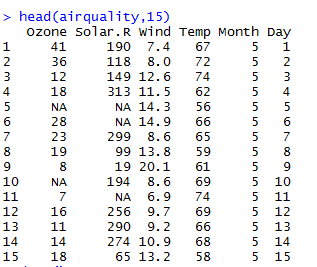 > head(airquality,15)
Ozone Solar.R Wind Temp Month Day
1 41 190 7.4 67 5 1
2 36 118 8.0 72 5 2
3 12 149 12.6 74 5 3
4 18 313 11.5 62 5 4
5 NA NA 14.3 56 5 5
6 28 NA 14.9 66 5 6
7 23 299 8.6 65 5 7
8 19 99 13.8 59 5 8
9 8 19 20.1 61 5 9
10 NA 194 8.6 69 5 10
11 7 NA 6.9 74 5 11
12 16 256 9.7 69 5 12
13 11 290 9.2 66 5 13
14 14 274 10.9 68 5 14
15 18 65 13.2 58 5 15